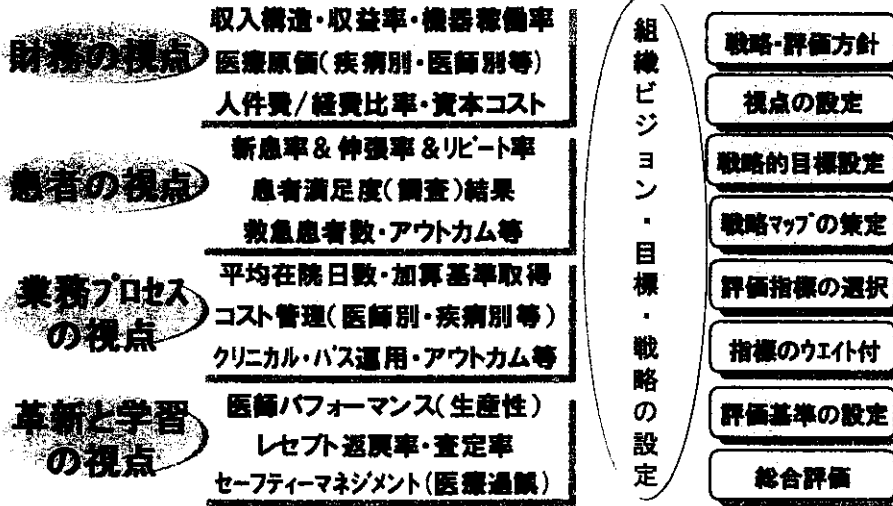 財務の視点
収入構造・収益率・機器稼働率
医療原価(疾病別・医師別等)
人件費/経費比率・資本コスト
患者の視点
新患率&伸張率&リピート率
患者満足度(調査)結果
救急患者数・アウトカム等
業務プロセス
の視点
平均在院日数・加算基準取得
コスト管理(医師別・疾病別等)
クリニカル・パス運用・アウトカム等
革新と学習
の視点
医師パフォーマンス(生産性)
レセプト返戻率・査定率
セーフティーマネジメント(医療過誤)
組織ビジョン・目標・戦略の設定
戦略・評価方針
視点の設定
戦略的目標設定
戦略マップの策定
評価指標の選択
指標のウエイト付
評価基準の設定
総合評価